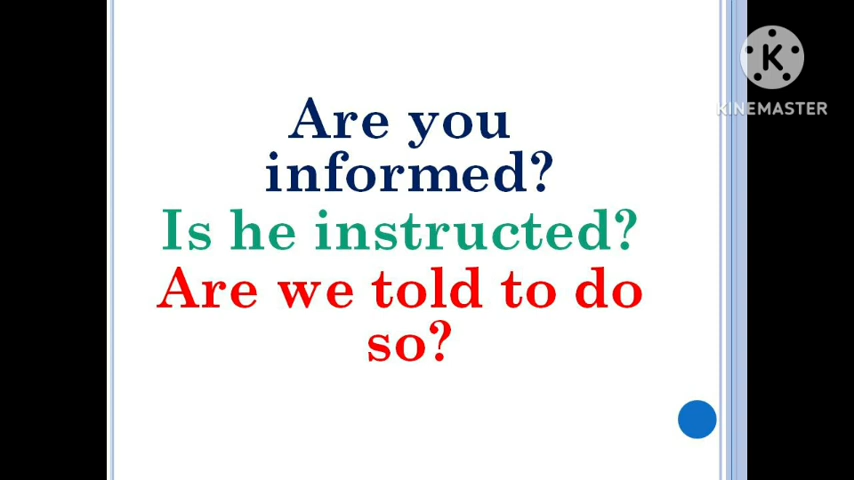 Are you
informed?
Is he instructed?
Are we told to do
so?
K
KINEMASTER